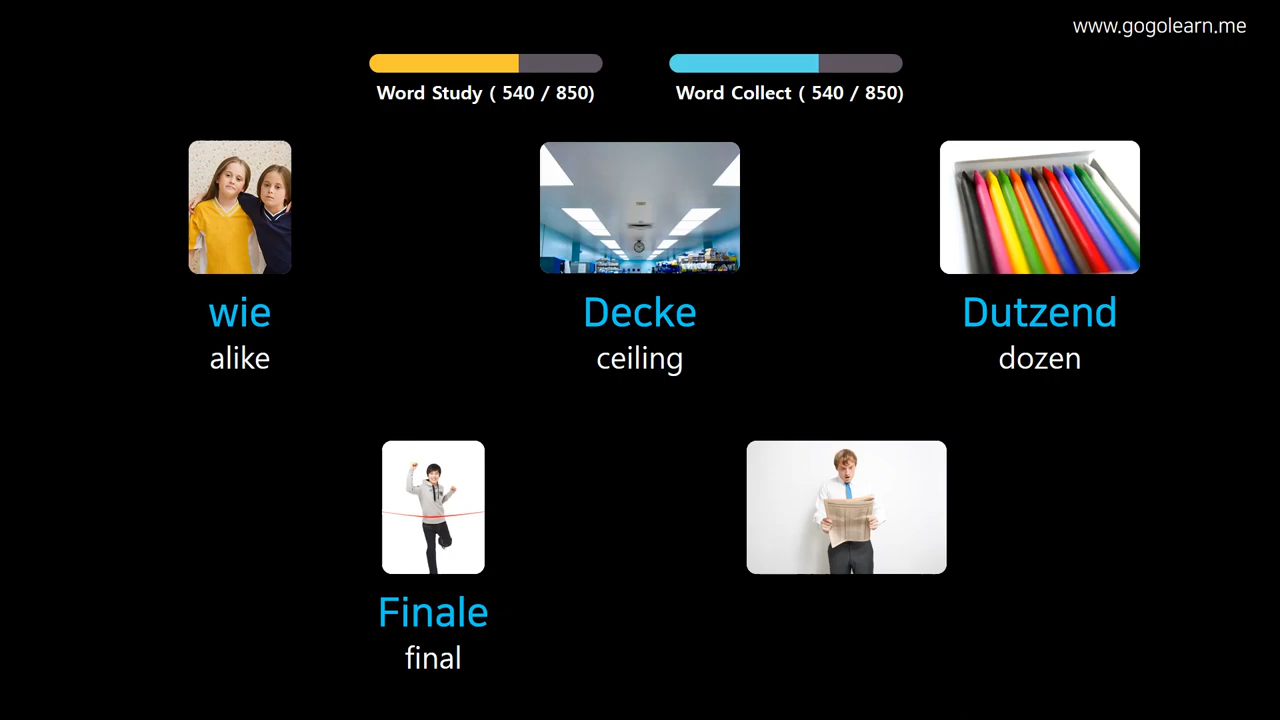 www.gogolearn.me
Word Study ( 540 / 850)
Word Collect ( 540 / 850)
wie
alike
Decke
ceiling
Dutzend
dozen
Finale
final